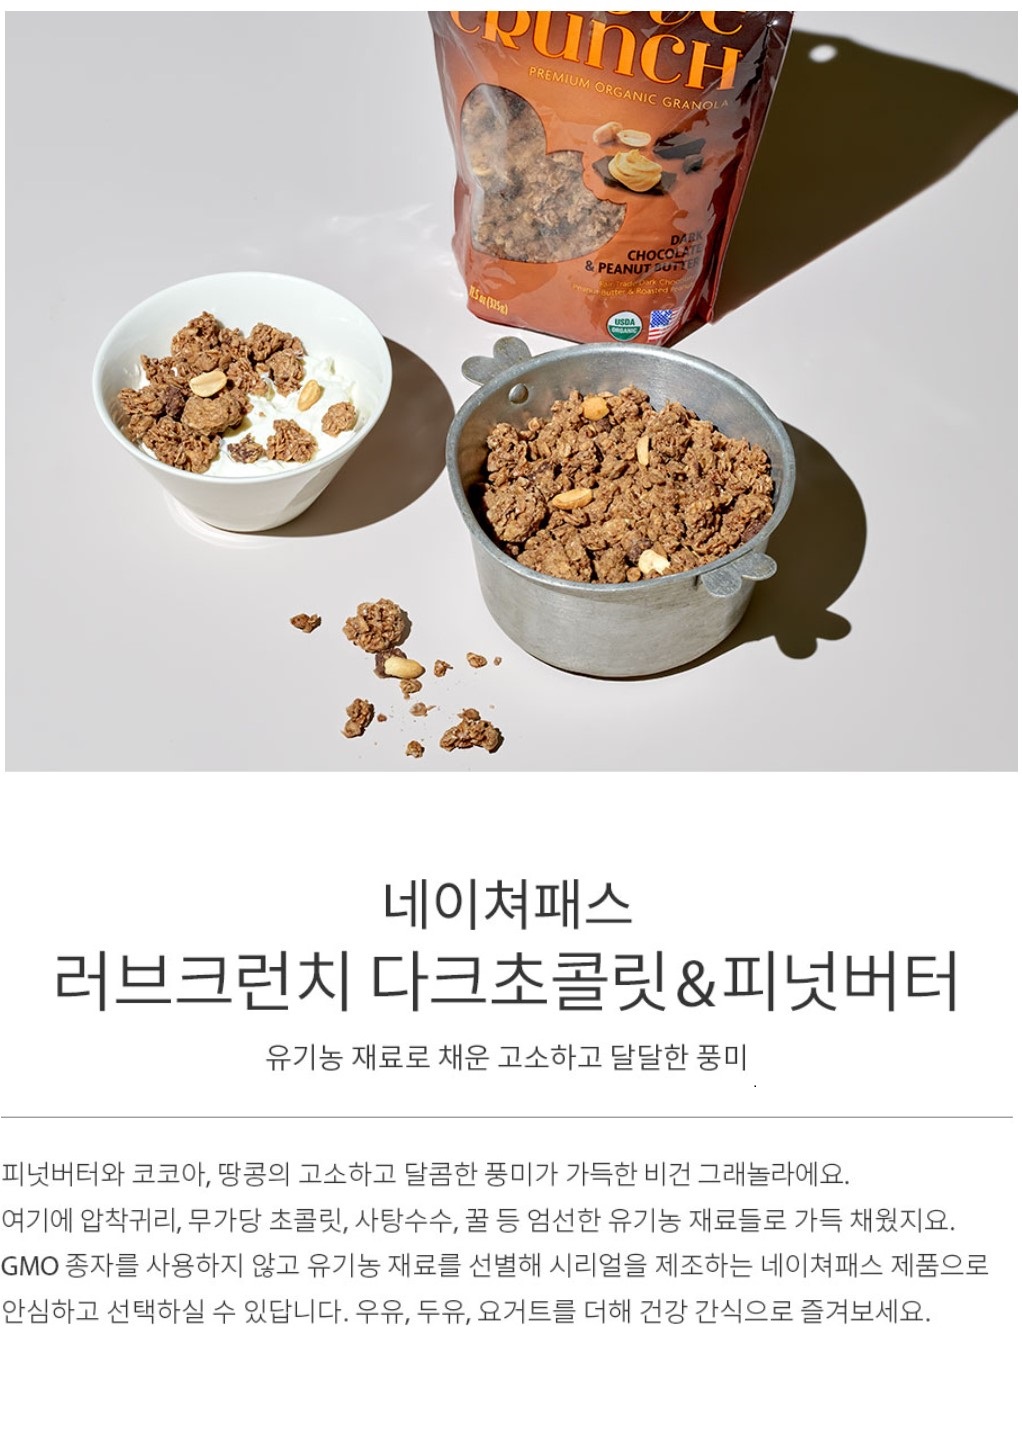 CRUNCH
PREMIUM ORGANIC GRANOLA
DARK
CHOCOLATE
& PEANUT BUTTER
Butter & Roasted
11.5 oz (325g)
USDA
ORGANIC
네이쳐패스
러브크런치 다크초콜릿&피넛버터
유기농 재료로 채운 고소하고 달달한 풍미
피넛버터와 코코아, 땅콩의 고소하고 달콤한 풍미가 가득한 비건 그래놀라에요.
여기에 압착귀리, 무가당 초콜릿, 사탕수수, 꿀 등 엄선한 유기농 재료들로 가득 채웠지요.
GMO 종자를 사용하지 않고 유기농 재료를 선별해 시리얼을 제조하는 네이쳐패스 제품으로
안심하고 선택하실 수 있답니다. 우유, 두유, 요거트를 더해 건강 간식으로 즐겨보세요.